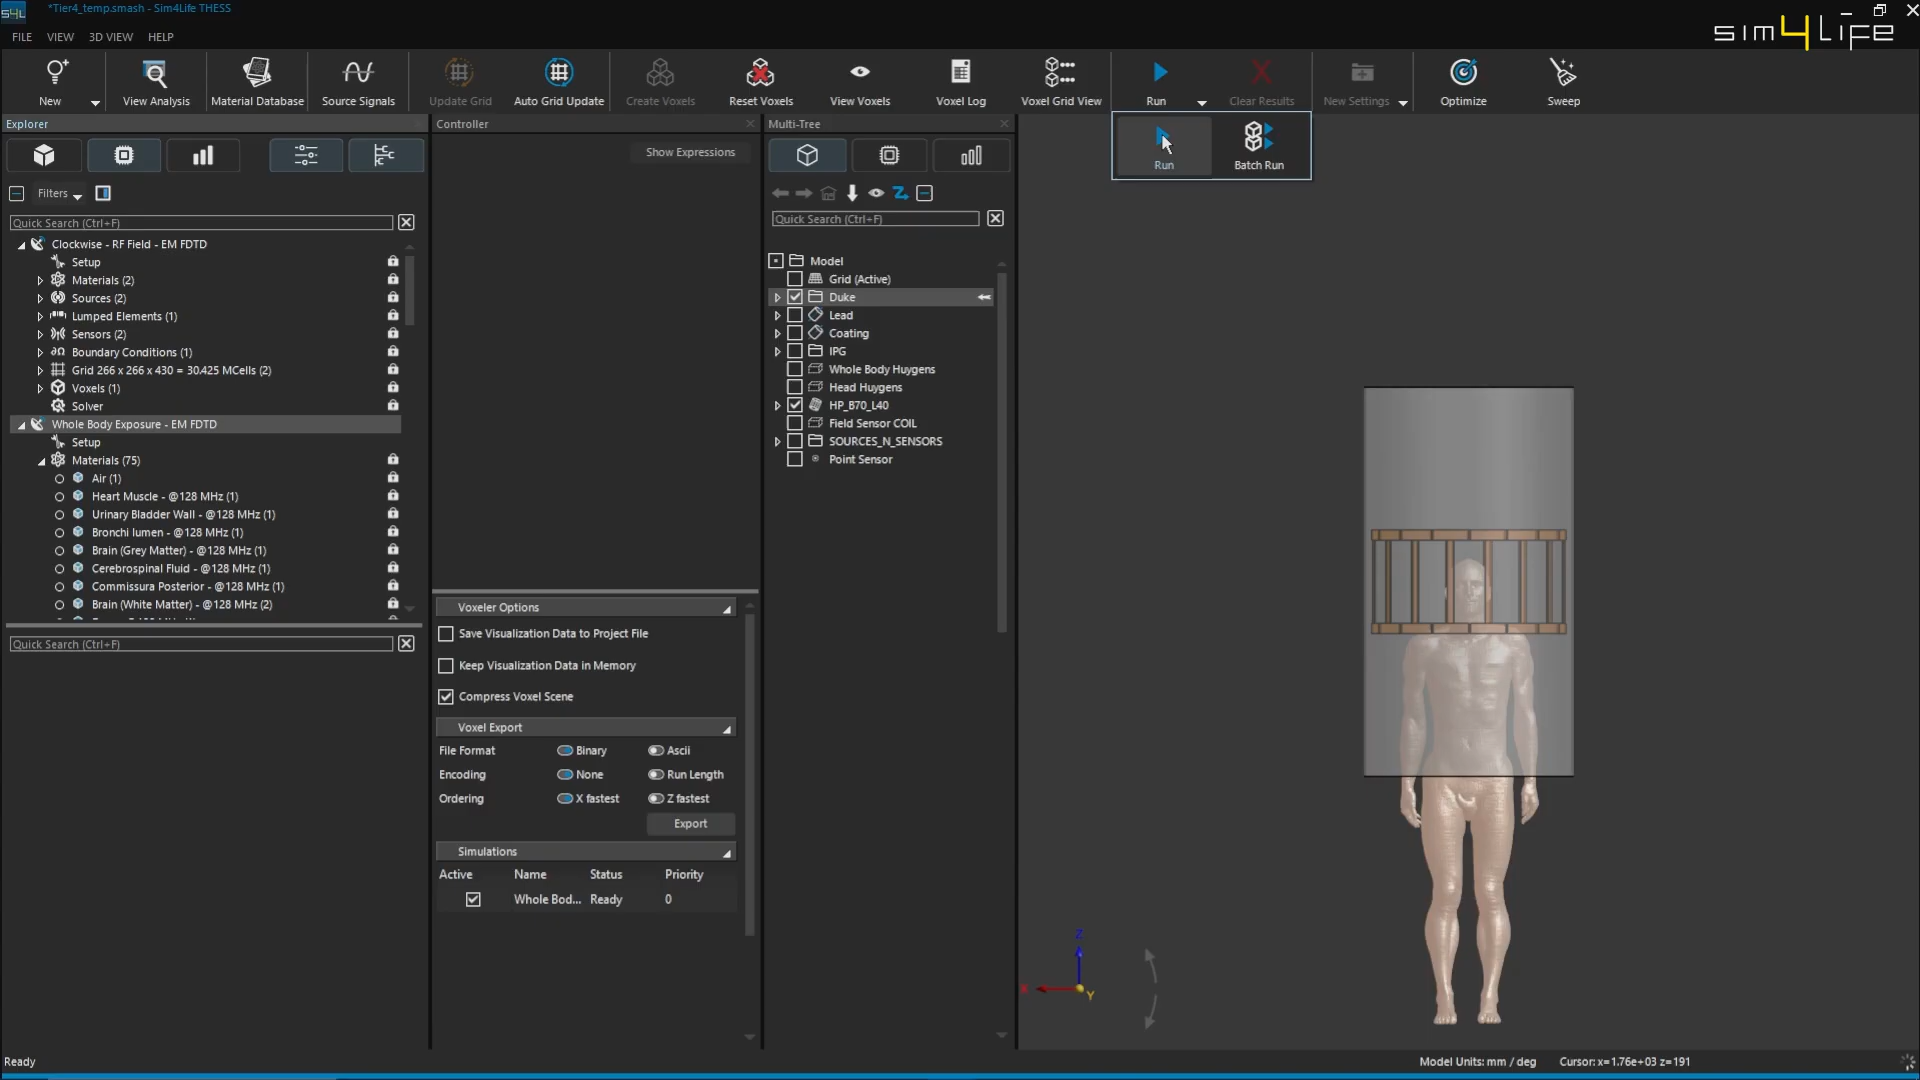 S4L
*Tier4_temp.smash - Sim4Life THESS
FILE VIEW 3D VIEW HELP
sim4life
New
View Analysis
Material Database
Source Signals
Update Grid
Auto Grid Update
Create Voxels
Reset Voxels
View Voxels
Voxel Log
Voxel Grid View
Run
Clear Results
New Settings
Optimize
Sweep
Run
Batch Run
Explorer
Filters
Quick Search (Ctrl+F)
Clockwise - RF Field - EM FDTD
Setup
Materials (2)
Sources (2)
Lumped Elements (1)
Sensors (2)
Boundary Conditions (1)
Grid 266 x 266 x 430 = 30.425 MCells (2)
Voxels (1)
Solver
Whole Body Exposure - EM FDTD
Setup
Materials (75)
Air (1)
Heart Muscle - @128 MHz (1)
Urinary Bladder Wall - @128 MHz (1)
Bronchi lumen - @128 MHz (1)
Brain (Grey Matter) - @128 MHz (1)
Cerebrospinal Fluid - @128 MHz (1)
Commissura Posterior - @128 MHz (1)
Brain (White Matter) - @128 MHz (2)
Quick Search (Ctrl+F)
Controller
Show Expressions
Voxeler Options
Save Visualization Data to Project File
Keep Visualization Data in Memory
Compress Voxel Scene
Voxel Export
File Format Binary Ascii
Encoding None Run Length
Ordering X fastest Z fastest
Export
Simulations
Active Name Status Priority
Whole Bod... Ready 0
Multi-Tree
Quick Search (Ctrl+F)
Model
Grid (Active)
Duke
Lead
Coating
IPG
Whole Body Huygens
Head Huygens
HP_B70_L40
Field Sensor COIL
SOURCES_N_SENSORS
Point Sensor
Z
X
Y
Ready
Model Units: mm / deg
Cursor: x=1.76e+03 z=191